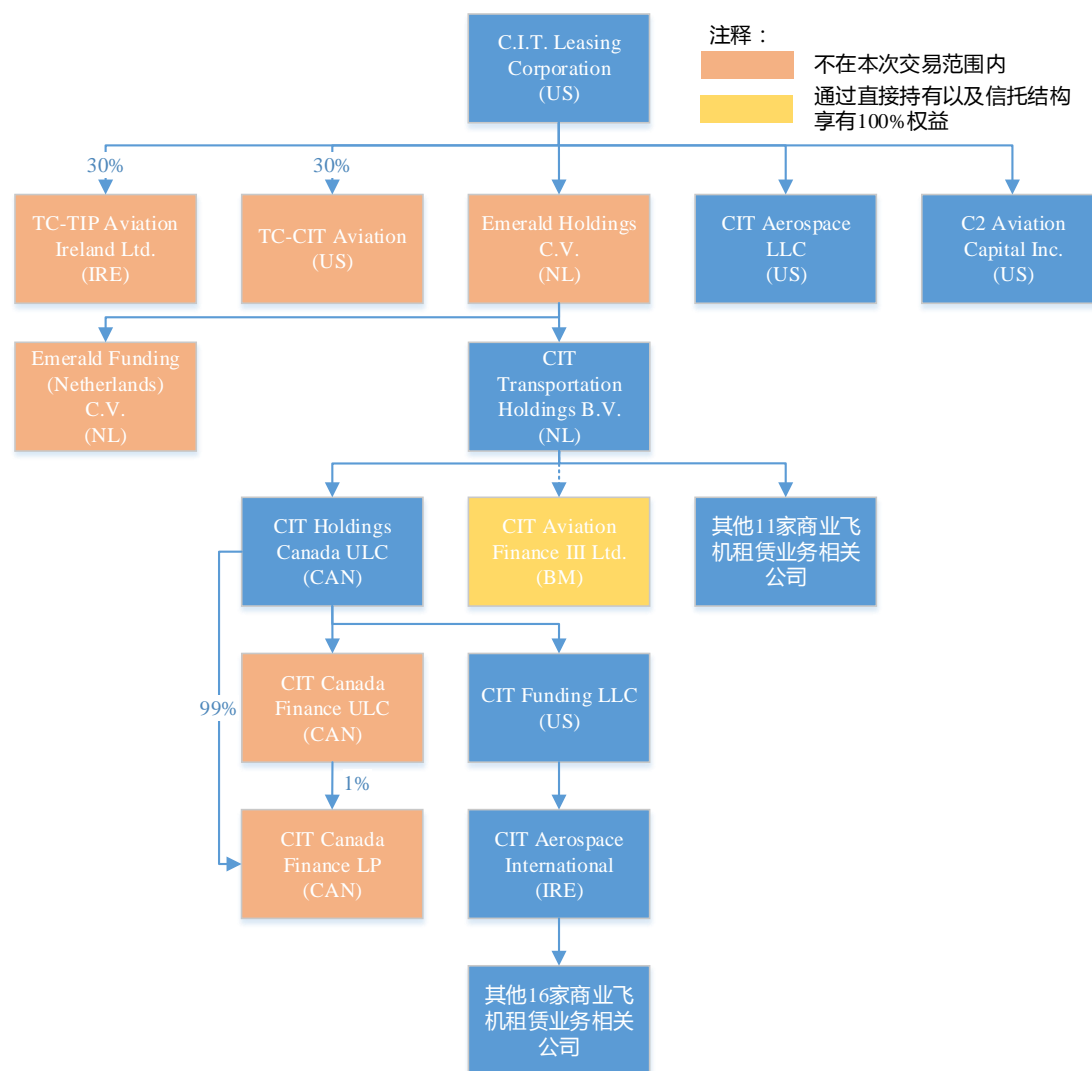 C.I.T. Leasing
Corporation
(US)
注释：
不在本次交易范围内
通过直接持有以及信托结构
享有100%权益
30%
30%
TC-TIP Aviation
Ireland Ltd.
(IRE)
TC-CIT Aviation
(US)
Emerald Holdings
C.V.
(NL)
CIT Aerospace
LLC
(US)
C2 Aviation
Capital Inc.
(US)
Emerald Funding
(Netherlands)
C.V.
(NL)
CIT
Transportation
Holdings B.V.
(NL)
CIT Holdings
Canada ULC
(CAN)
CIT Aviation
Finance III Ltd.
(BM)
其他11家商业飞
机租赁业务相关
公司
99%
CIT Canada
Finance ULC
(CAN)
CIT Funding LLC
(US)
1%
CIT Canada
Finance LP
(CAN)
CIT Aerospace
International
(IRE)
其他16家商业飞
机租赁业务相关
公司